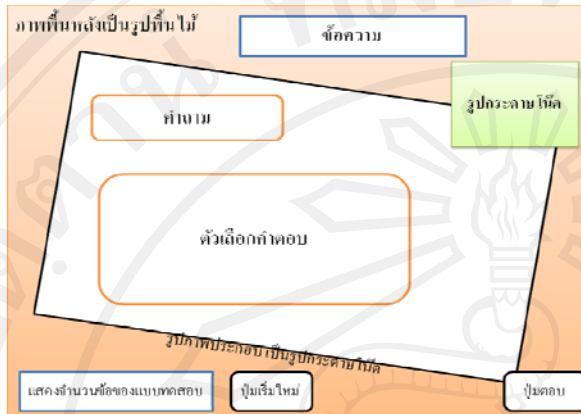 ภาพพื้นหลังเป็นรูปพื้นไม้
ข้อความ
รูปกระดาษโน๊ต
คำถาม
ตัวเลือกคำตอบ
รูปภาพประกอบเป็นรูปกระดาษโน๊ต
แสดงจำนวนข้อของแบบทดสอบ
ปุ่มเริ่มใหม่
ปุ่มตอบ